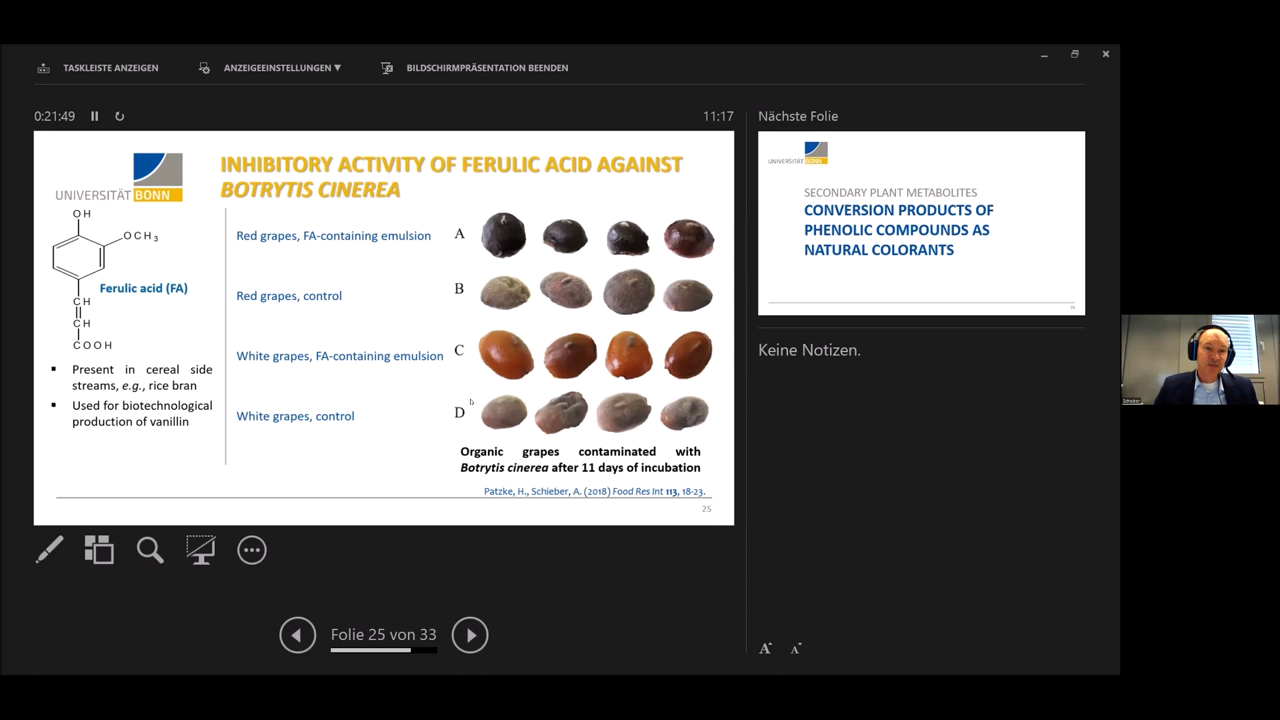 TASKLEISTE ANZEIGEN
ANZEIGEEINSTELLUNGEN ▼
BILDSCHIRMPRÄSENTATION BEENDEN
0:21:49
11:17
UNIVERSITÄT BONN
INHIBITORY ACTIVITY OF FERULIC ACID AGAINST
BOTRYTIS CINEREA
OH
OCH3
Ferulic acid (FA)
CH
CH
COOH
▪ Present in cereal side
streams, e.g., rice bran
▪ Used for biotechnological
production of vanillin
Red grapes, FA-containing emulsion
A
Red grapes, control
B
White grapes, FA-containing emulsion
C
White grapes, control
D
Organic grapes contaminated with
Botrytis cinerea after 11 days of incubation
Patzke, H., Schieber, A. (2018) Food Res Int 113, 18-23.
25
Folie 25 von 33
Nächste Folie
UNIVERSITÄT BONN
SECONDARY PLANT METABOLITES
CONVERSION PRODUCTS OF
PHENOLIC COMPOUNDS AS
NATURAL COLORANTS
Keine Notizen.
A A
Schieber